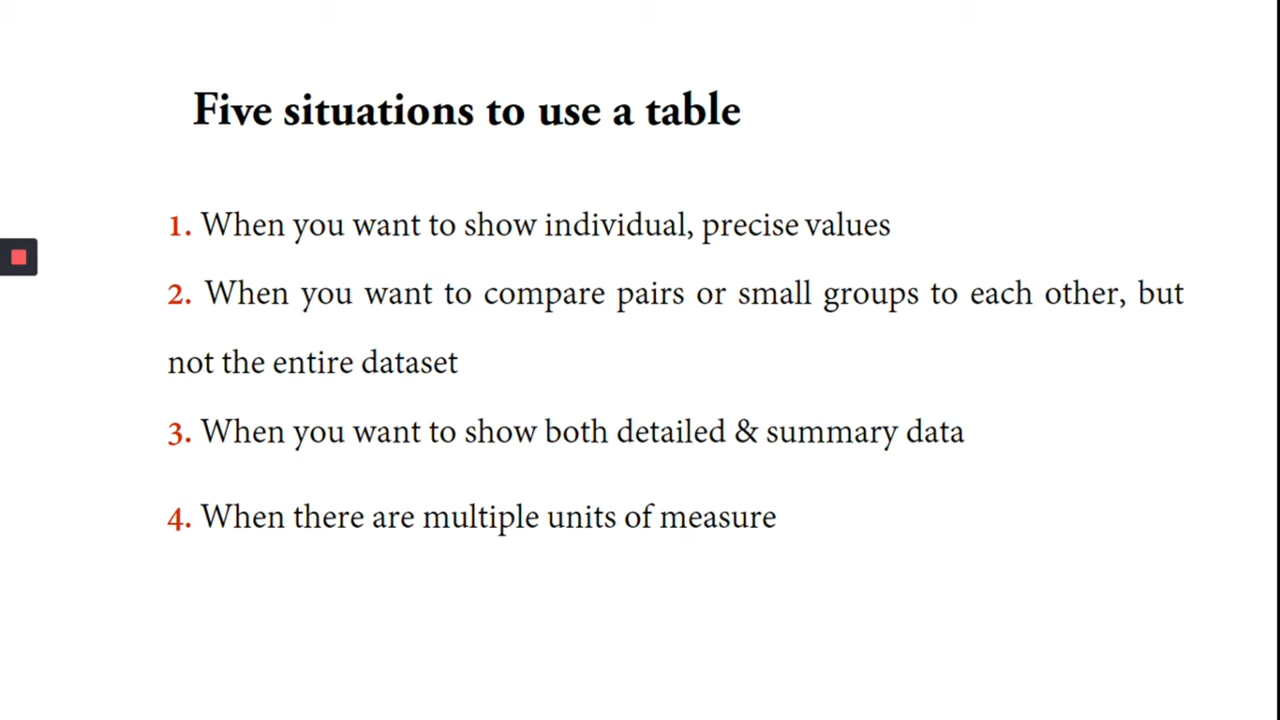 Five situations to use a table
1. When you want to show individual, precise values
2. When you want to compare pairs or small groups to each other, but
not the entire dataset
3. When you want to show both detailed & summary data
4. When there are multiple units of measure